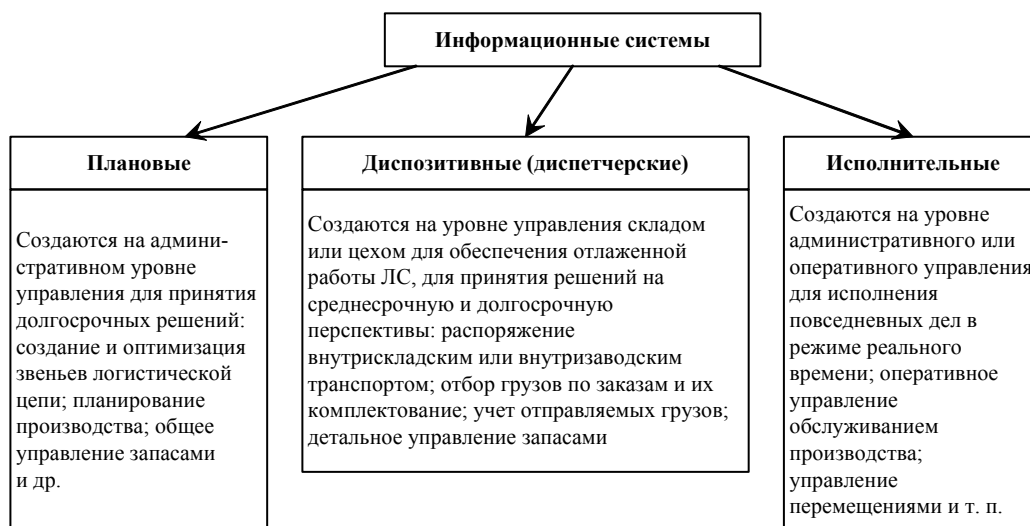 Информационные системы
Плановые
Создаются на админи-
стративном уровне
управления для принятия
долгосрочных решений:
создание и оптимизация
звеньев логистической
цепи; планирование
производства; общее
управление запасами
и др.
Диспозитивные (диспетчерские)
Создаются на уровне управления складом
или цехом для обеспечения отлаженной
работы ЛС, для принятия решений на
среднесрочную и долгосрочную
перспективы: распоряжение
внутрискладским или внутризаводским
транспортом; отбор грузов по заказам и их
комплектование; учет отправляемых грузов;
детальное управление запасами
Исполнительные
Создаются на уровне
административного или
оперативного управления
для исполнения
повседневных дел в
режиме реального
времени; оперативное
управление
обслуживанием
производства;
управление
перемещениями и т. п.